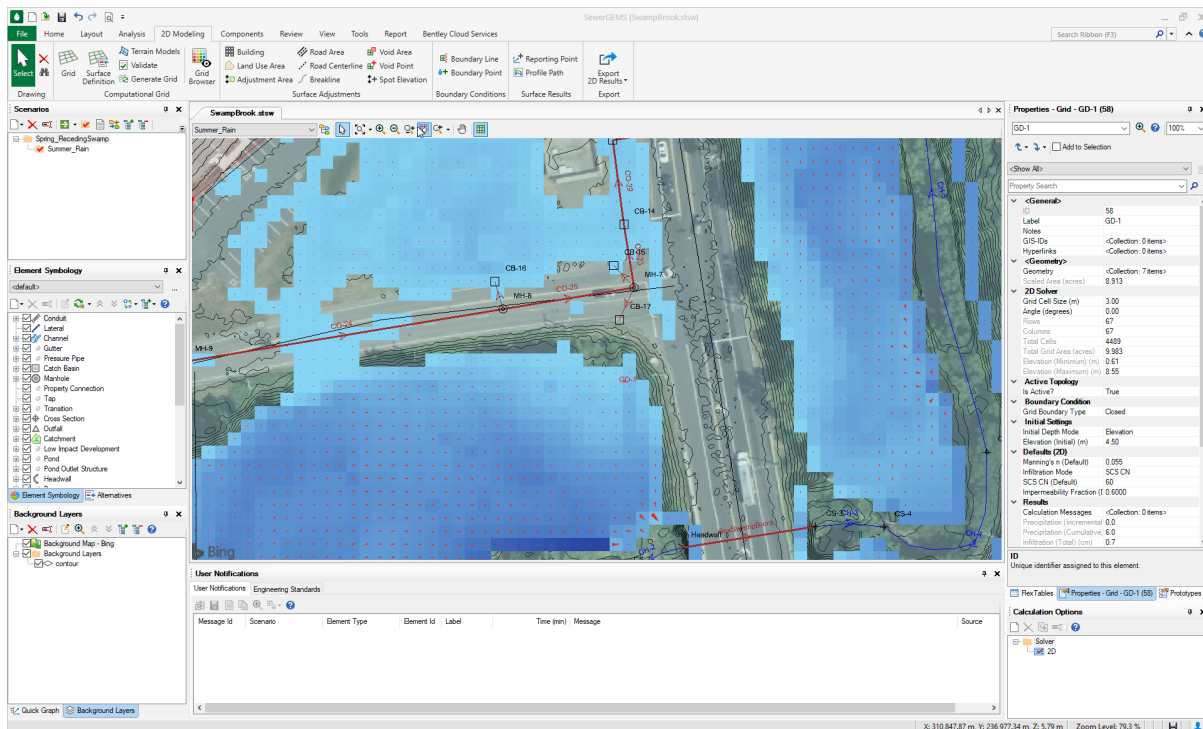 SewerGEMS [SwampBrook.stsw]
File Home Layout Analysis 2D Modeling Components Review View Tools Report Bentley Cloud Services
Search Ribbon (F3)
Select
Drawing
Grid
Surface Definition
Terrain Models
Validate
Generate Grid
Computational Grid
Grid Browser
Building
Land Use Area
Adjustment Area
Road Area
Road Centerline
Breakline
Void Area
Void Point
Spot Elevation
Surface Adjustments
Boundary Line
Boundary Point
Boundary Conditions
Reporting Point
Profile Path
Surface Results
Export 2D Results
Export
Scenarios
Spring_RecedingSwamp
Summer_Rain
Element Symbology
<default>
...
Conduit
Lateral
Channel
Gutter
Pressure Pipe
Catch Basin
Manhole
Property Connection
Tap
Transition
Cross Section
Outfall
Catchment
Low Impact Development
Pond
Pond Outlet Structure
Headwall
Element Symbology Alternatives
Background Layers
Background Map - Bing
Background Layers
contour
Quick Graph Background Layers
SwampBrook.stsw
Summer_Rain
CO-22
CB-14
CO-23
CB-15
CB-16
MH-7
CO-25
MH-8
CB-17
CO-24
MH-9
GD-1
CH-5
CS-3
CH-3
CS-4
CH-4
Headwall
Bing
User Notifications
User Notifications Engineering Standards
Message Id Scenario Element Type Element Id Label Time (min) Message Source
Properties - Grid - GD-1 (58)
GD-1
100%
Add to Selection
<Show All>
Property Search
<General>
ID 58
Label GD-1
Notes
GIS-IDs <Collection: 0 items>
Hyperlinks <Collection: 0 items>
<Geometry>
Geometry <Collection: 7 items>
Scaled Area (acres) 8.913
2D Solver
Grid Cell Size (m) 3.00
Angle (degrees) 0.00
Rows 67
Columns 67
Total Cells 4489
Total Grid Area (acres) 9.983
Elevation (Minimum) (m) 0.61
Elevation (Maximum) (m) 8.55
Active Topology
Is Active? True
Boundary Condition
Grid Boundary Type Closed
Initial Settings
Initial Depth Mode Elevation
Elevation (Initial) (m) 4.50
Defaults (2D)
Manning's n (Default) 0.055
Infiltration Mode SCS CN
SCS CN (Default) 60
Impermeability Fraction (D 0.6000
Results
Calculation Messages <Collection: 0 items>
Precipitation (Incremental 0.0
Precipitation (Cumulative) 6.0
Infiltration (Total) (cm) 0.7
ID
Unique identifier assigned to this element.
FlexTables Properties - Grid - GD-1 (58) Prototypes
Calculation Options
Solver
2D
X: 310,847.87 m, Y: 236,977.34 m, Z: 5.79 m Zoom Level: 79.3 %